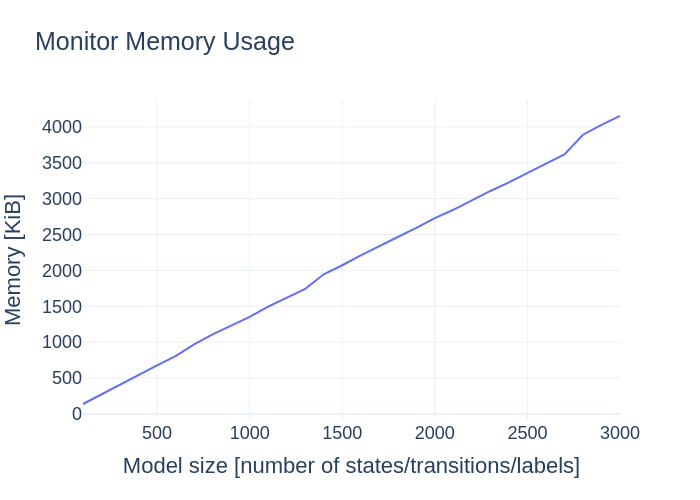 Monitor Memory Usage
4000
3500
3000
2500
2000
1500
1000
500
0
Memory [KiB]
500 1000 1500 2000 2500 3000
Model size [number of states/transitions/labels]